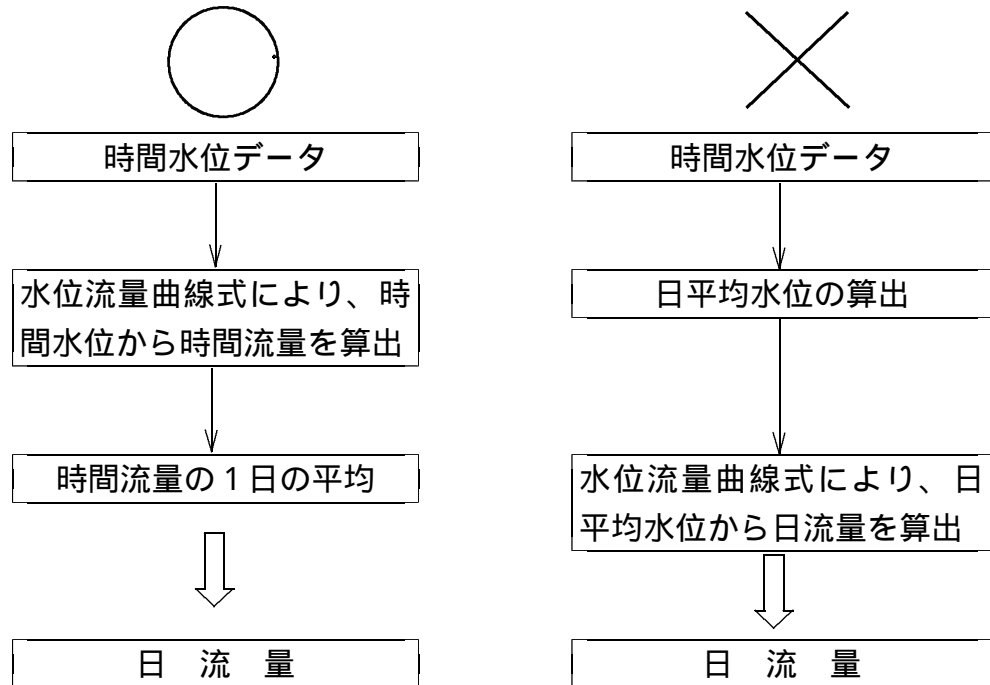 時間水位データ
水位流量曲線式により、時
間水位から時間流量を算出
時間流量の１日の平均
日　流　量
時間水位データ
日平均水位の算出
水位流量曲線式により、日
平均水位から日流量を算出
日　流　量